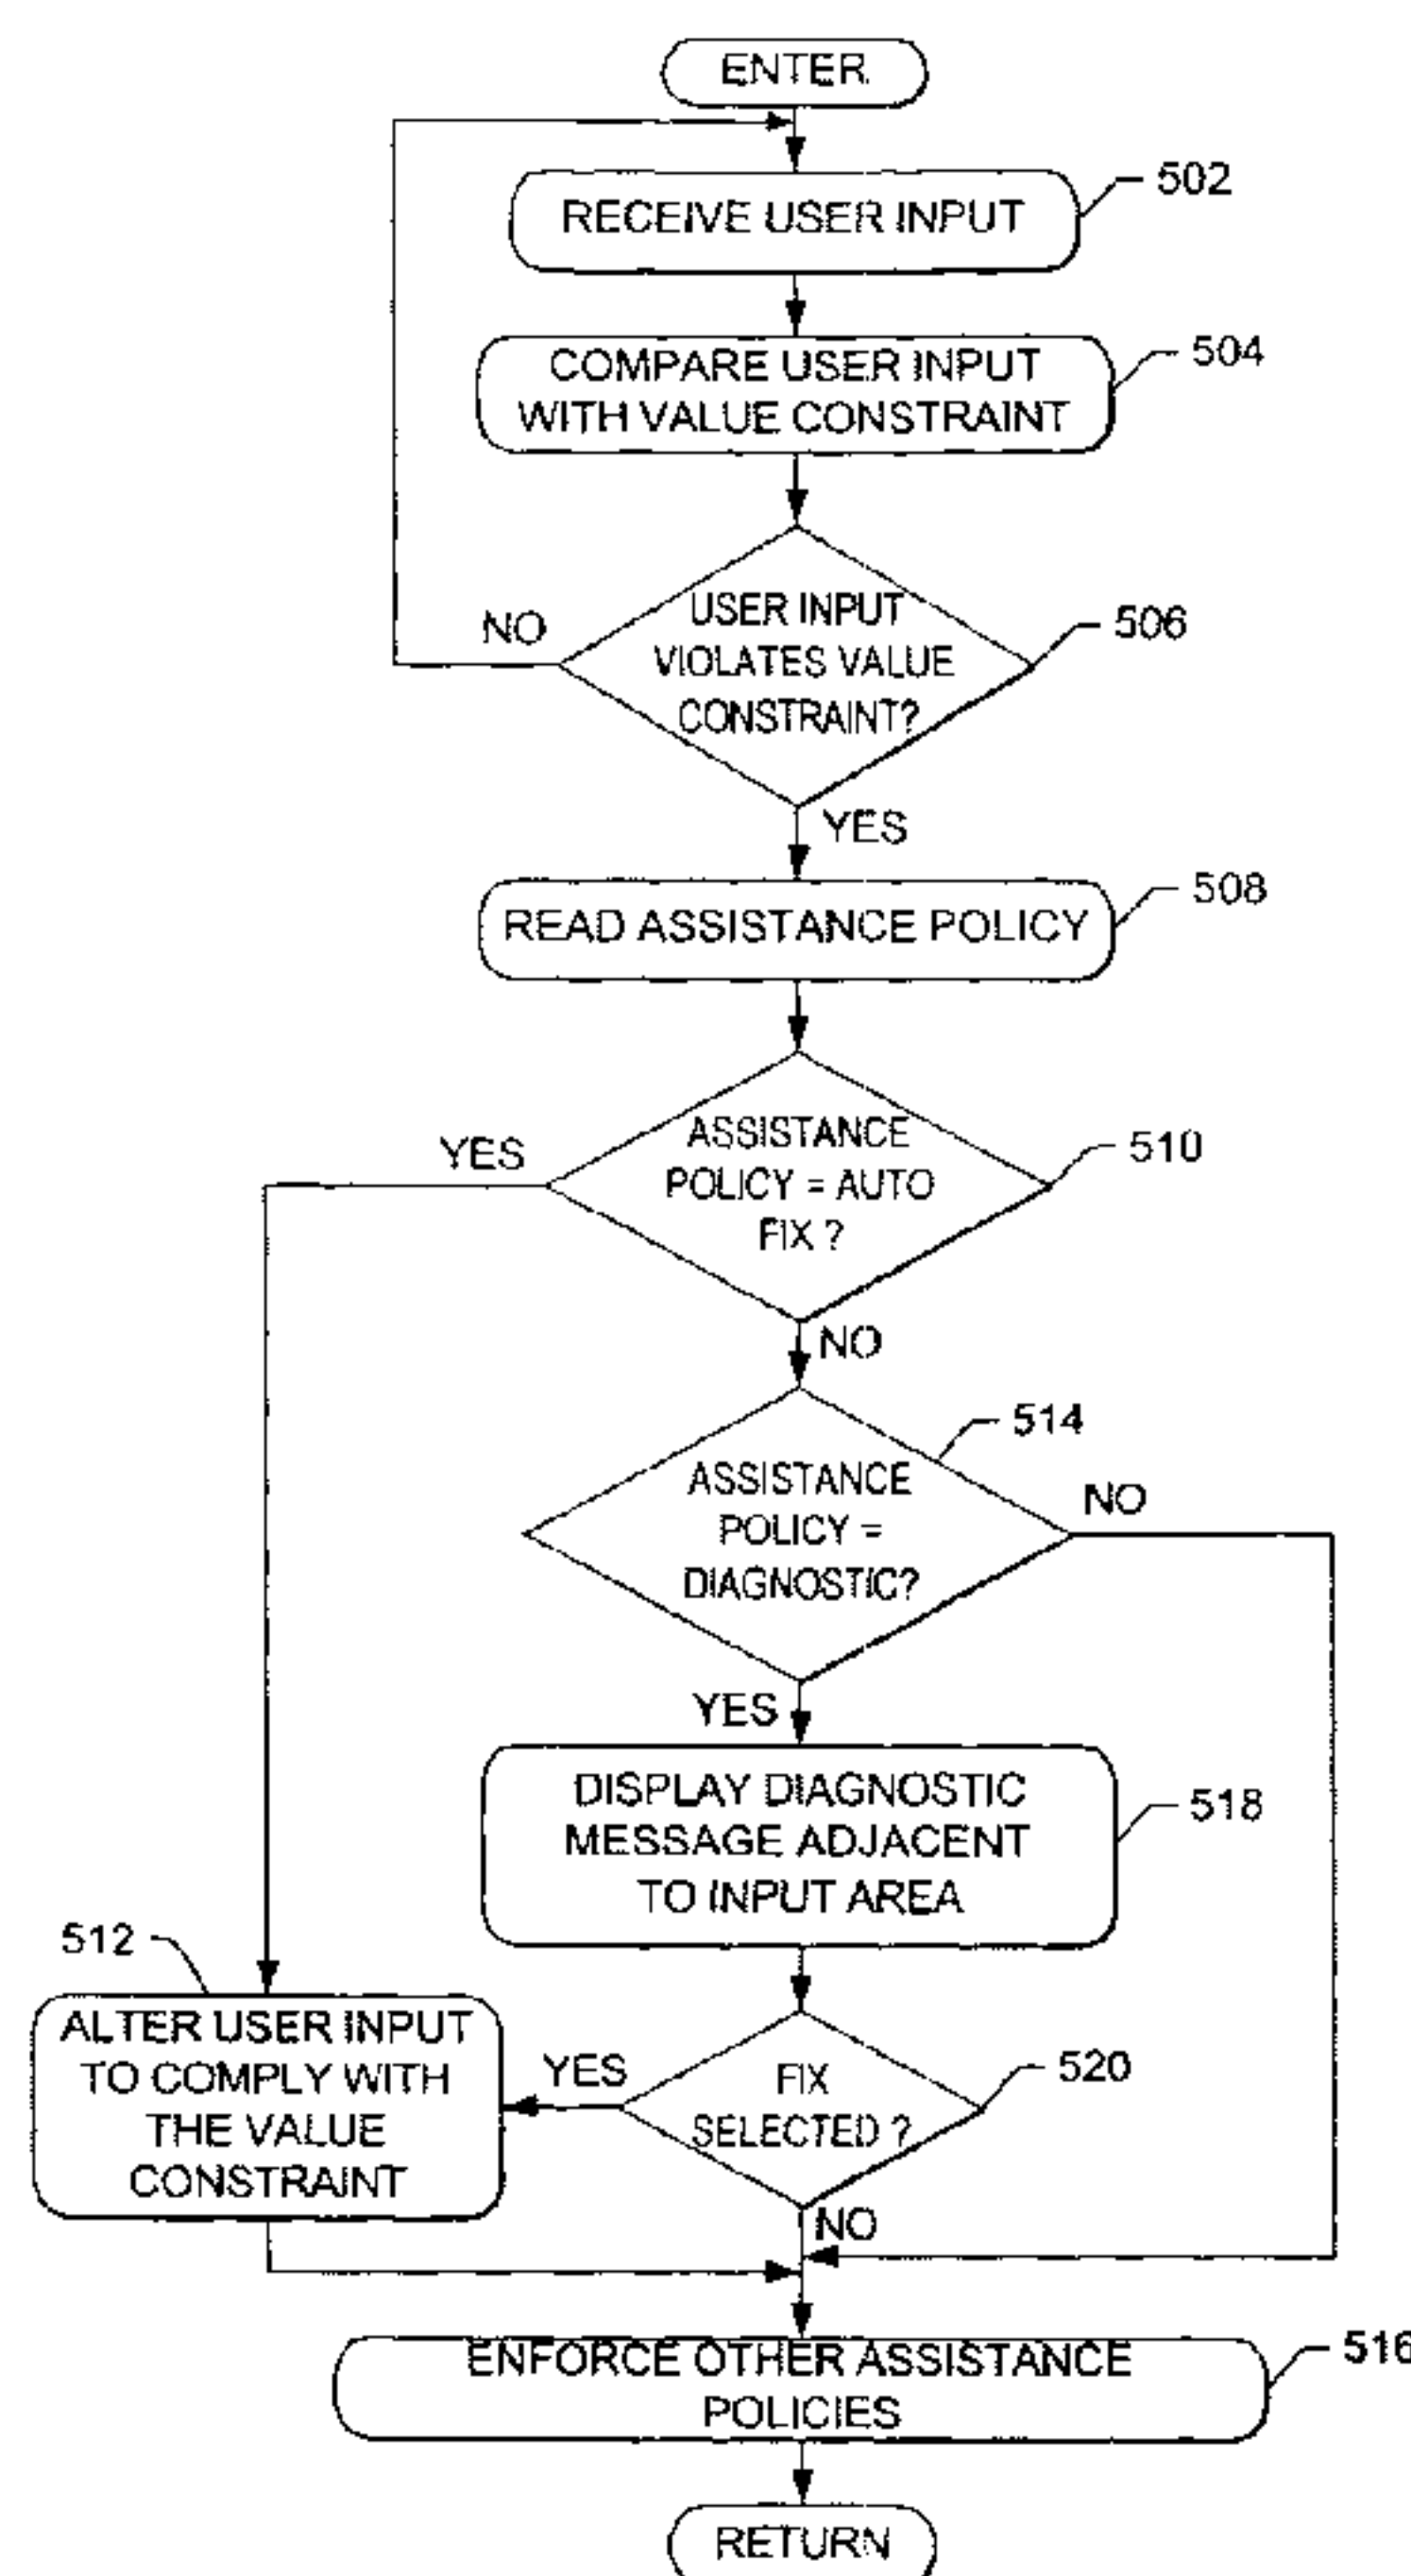 ENTER
502
RECEIVE USER INPUT
504
COMPARE USER INPUT
WITH VALUE CONSTRAINT
NO
USER INPUT
VIOLATES VALUE
CONSTRAINT?
506
YES
508
READ ASSISTANCE POLICY
YES
ASSISTANCE
POLICY = AUTO
FIX ?
510
NO
514
ASSISTANCE
POLICY =
DIAGNOSTIC?
NO
YES
DISPLAY DIAGNOSTIC
MESSAGE ADJACENT
TO INPUT AREA
518
512
ALTER USER INPUT
TO COMPLY WITH
THE VALUE
CONSTRAINT
YES
FIX
SELECTED ?
520
NO
ENFORCE OTHER ASSISTANCE
POLICIES
516
RETURN